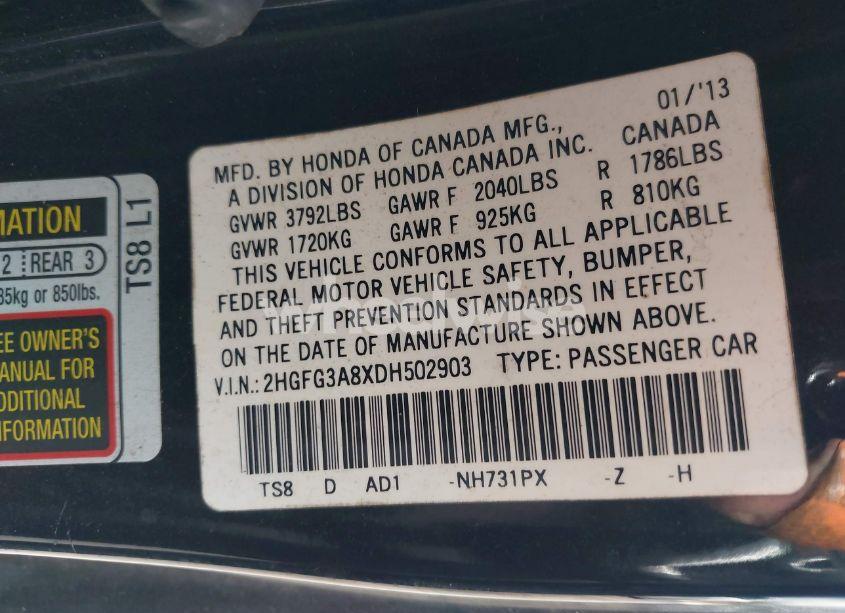 MATION
2 REAR 3
35kg or 850lbs.
EE OWNER'S
ANUAL FOR
DDITIONAL
FORMATION
TS8 L1
01/'13
MFD. BY HONDA OF CANADA MFG.,
A DIVISION OF HONDA CANADA INC. CANADA
GVWR 3792LBS GAWR F 2040LBS R 1786LBS
GVWR 1720KG GAWR F 925KG R 810KG
THIS VEHICLE CONFORMS TO ALL APPLICABLE
FEDERAL MOTOR VEHICLE SAFETY, BUMPER,
AND THEFT PREVENTION STANDARDS IN EFFECT
ON THE DATE OF MANUFACTURE SHOWN ABOVE.
V.I.N.: 2HGFG3A8XDH502903 TYPE: PASSENGER CAR
TS8 D AD1 -NH731PX -Z -H